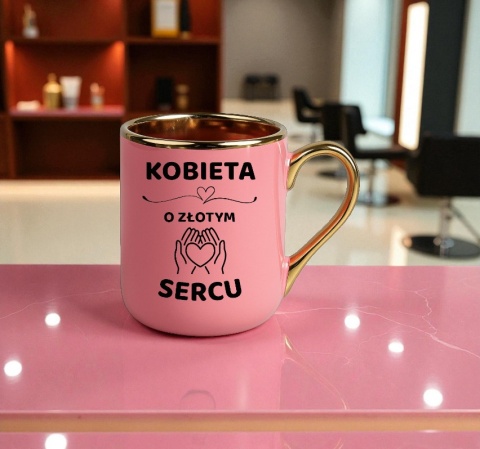 KOBIETA
O ZŁOTYM
SERCU